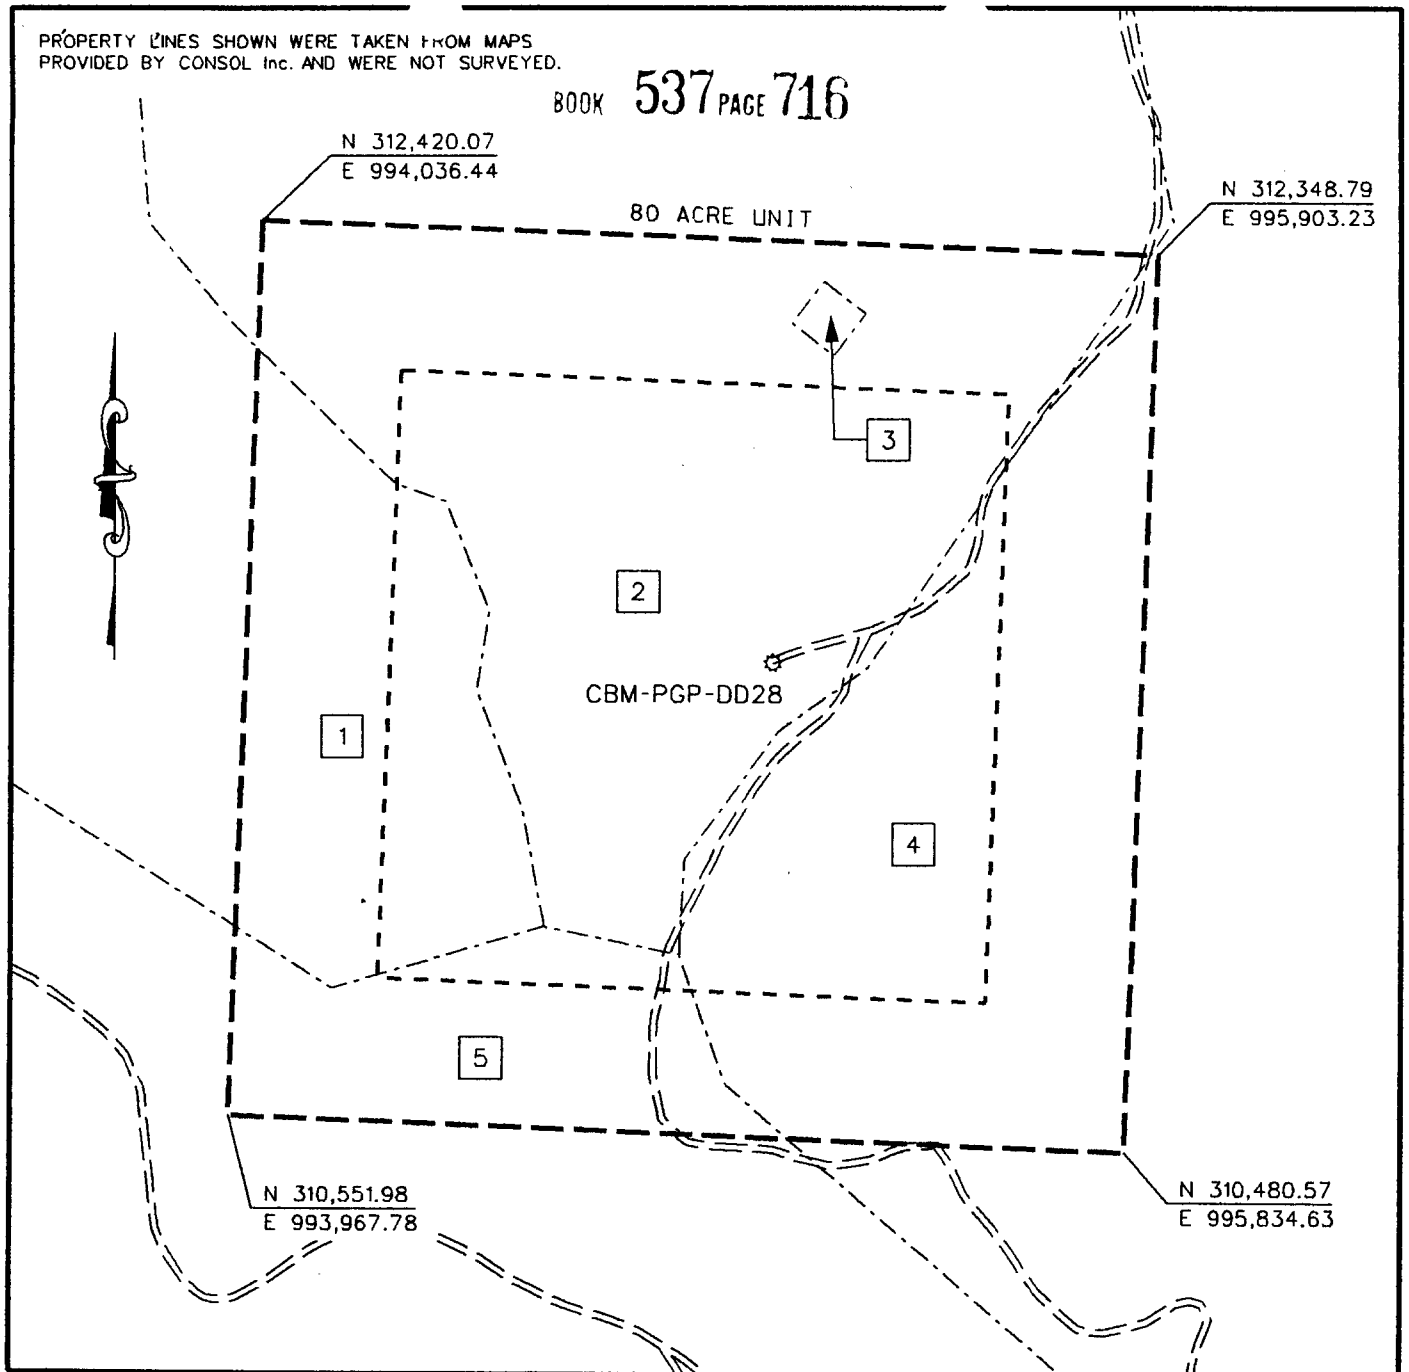 PROPERTY LINES SHOWN WERE TAKEN FROM MAPS
PROVIDED BY CONSOL Inc. AND WERE NOT SURVEYED.
BOOK 537 PAGE 716
N 312,420.07
E 994,036.44
N 312,348.79
E 995,903.23
80 ACRE UNIT
3
2
CBM-PGP-DD28
1
4
5
N 310,551.98
E 993,967.78
N 310,480.57
E 995,834.63